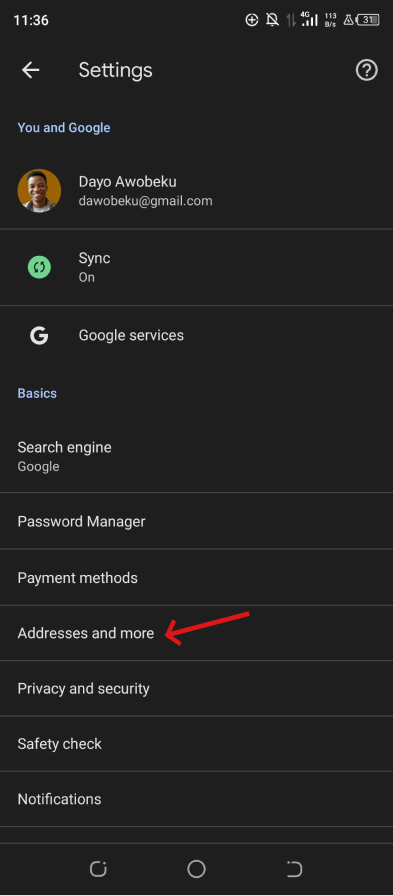 11:36
4G
113
B/s
31
Settings
You and Google
Dayo Awobeku
dawobeku@gmail.com
Sync
On
G
Google services
Basics
Search engine
Google
Password Manager
Payment methods
Addresses and more
Privacy and security
Safety check
Notifications